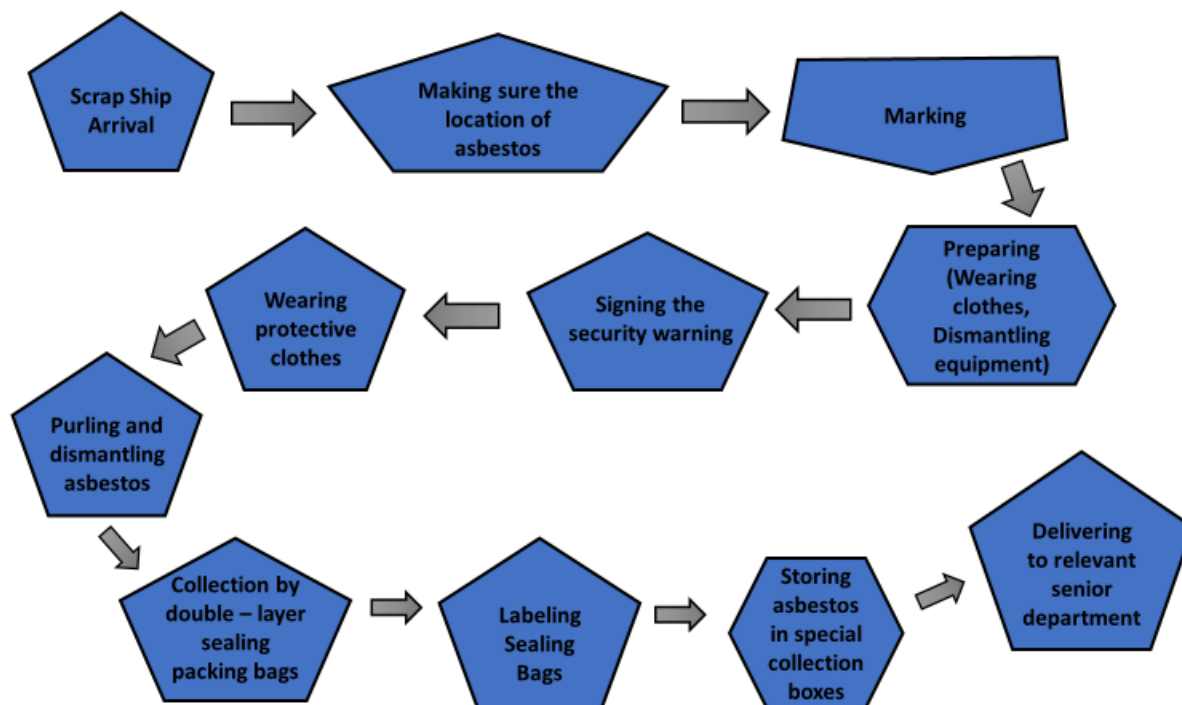 Scrap Ship
Arrival
Making sure the
location of
asbestos
Marking
Preparing
(Wearing
clothes,
Dismantling
equipment)
Signing the
security warning
Wearing
protective
clothes
Purling and
dismantling
asbestos
Collection by
double – layer
sealing
packing bags
Labeling
Sealing
Bags
Storing
asbestos
in special
collection
boxes
Delivering
to relevant
senior
department